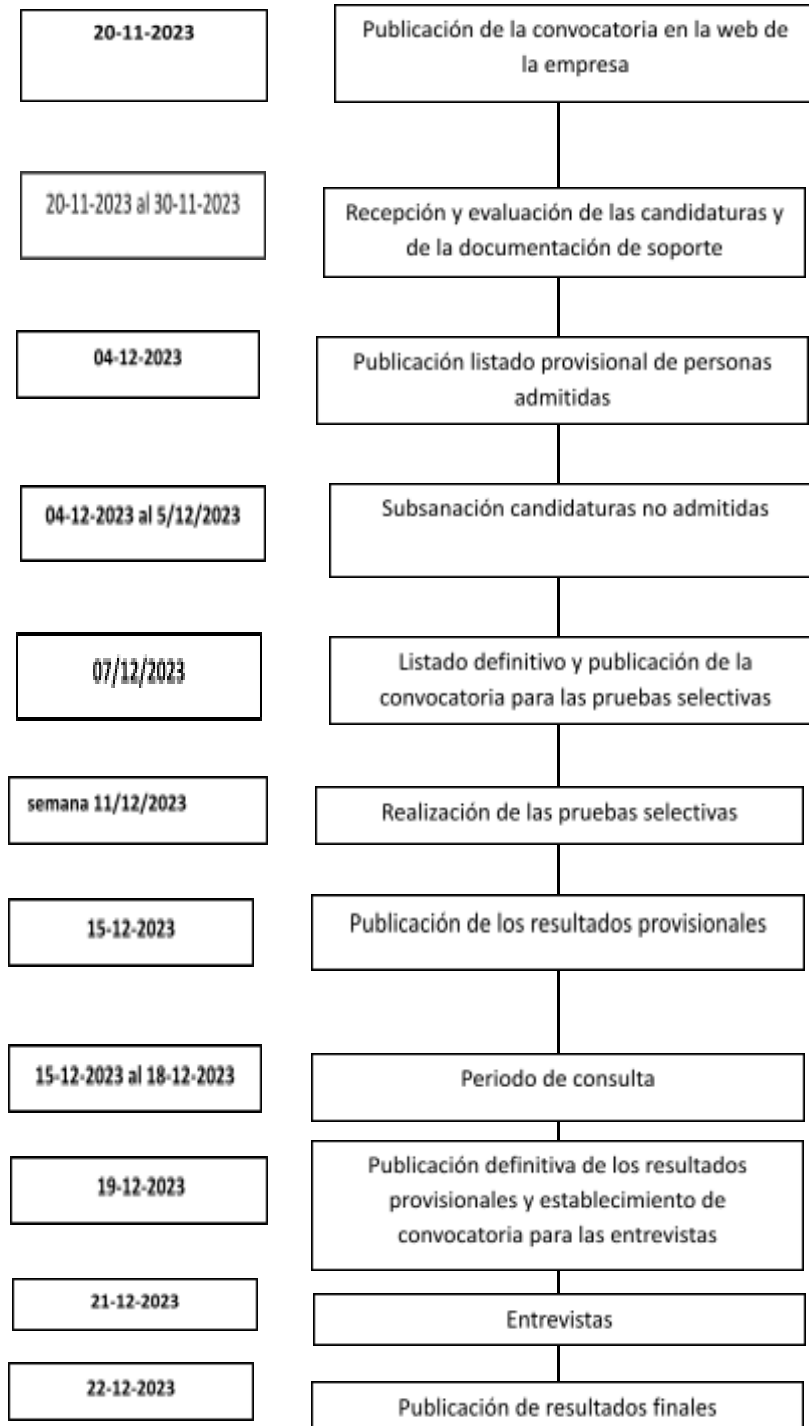 20-11-2023
Publicación de la convocatoria en la web de
la empresa
20-11-2023 al 30-11-2023
Recepción y evaluación de las candidaturas y
de la documentación de soporte
04-12-2023
Publicación listado provisional de personas
admitidas
04-12-2023 al 5/12/2023
Subsanación candidaturas no admitidas
07/12/2023
Listado definitivo y publicación de la
convocatoria para las pruebas selectivas
semana 11/12/2023
Realización de las pruebas selectivas
15-12-2023
Publicación de los resultados provisionales
15-12-2023 al 18-12-2023
Periodo de consulta
19-12-2023
Publicación definitiva de los resultados
provisionales y establecimiento de
convocatoria para las entrevistas
21-12-2023
Entrevistas
22-12-2023
Publicación de resultados finales